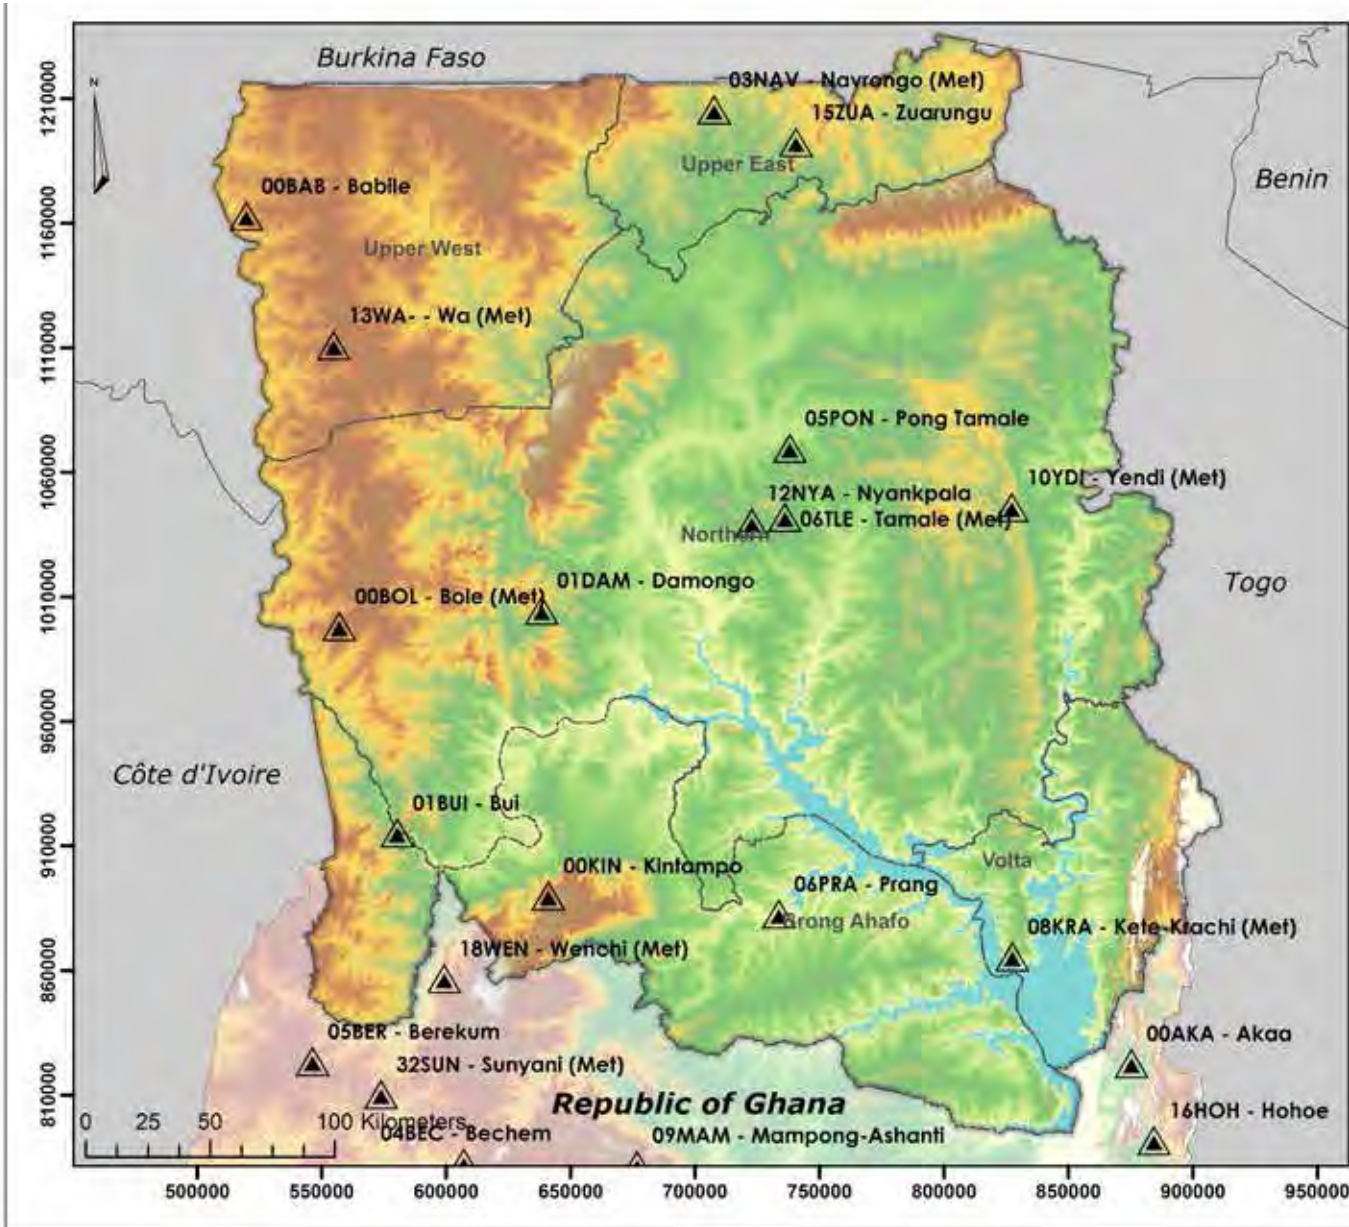 Burkina Faso
03NAV - Navrongo (Met)
1210000
N
15ZUA - Zuarungu
Upper East
Benin
00BAB - Babile
1160000
Upper West
13WA- - Wa (Met)
1110000
05PON - Pong Tamale
1060000
10YDI - Yendi (Met)
12NYA - Nyankpala
06TLE - Tamale (Met)
Northern
01DAM - Damongo
Togo
00BOL - Bole (Met)
1010000
960000
Côte d'Ivoire
01BUI - Bui
910000
Volta
00KIN - Kintampo
06PRA - Prang
Brong Ahafo
08KRA - Kete-Krachi (Met)
18WEN - Wenchi (Met)
860000
05BER - Berekum
00AKA - Akaa
32SUN - Sunyani (Met)
Republic of Ghana
810000
16HOH - Hohoe
0 25 50 100 Kilometers
04BEC - Bechem
09MAM - Mampong-Ashanti
500000 550000 600000 650000 700000 750000 800000 850000 900000 950000